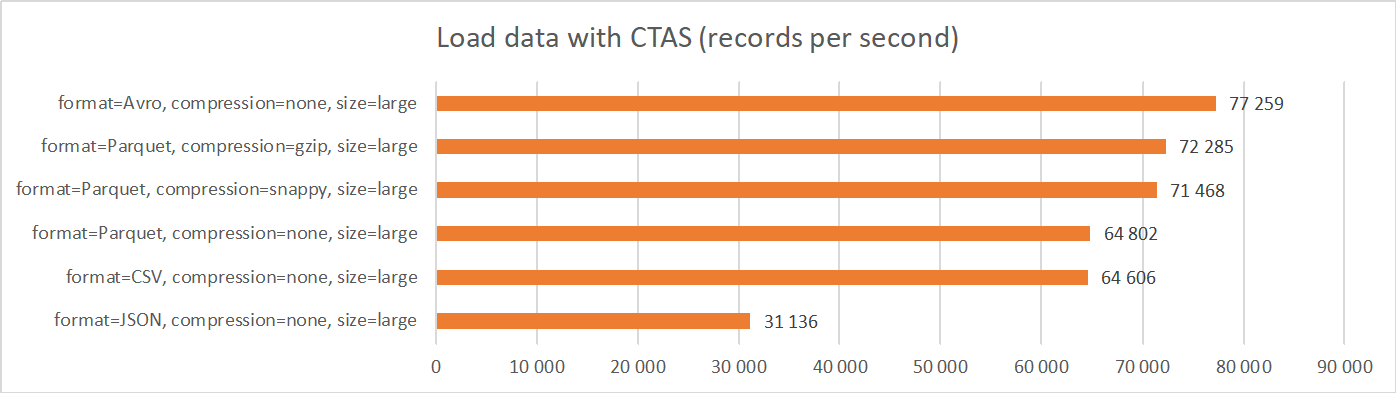 Load data with CTAS (records per second)
format=Avro, compression=none, size=large
77 259
format=Parquet, compression=gzip, size=large
72 285
format=Parquet, compression=snappy, size=large
71 468
format=Parquet, compression=none, size=large
64 802
format=CSV, compression=none, size=large
64 606
format=JSON, compression=none, size=large
31 136
0 10 000 20 000 30 000 40 000 50 000 60 000 70 000 80 000 90 000